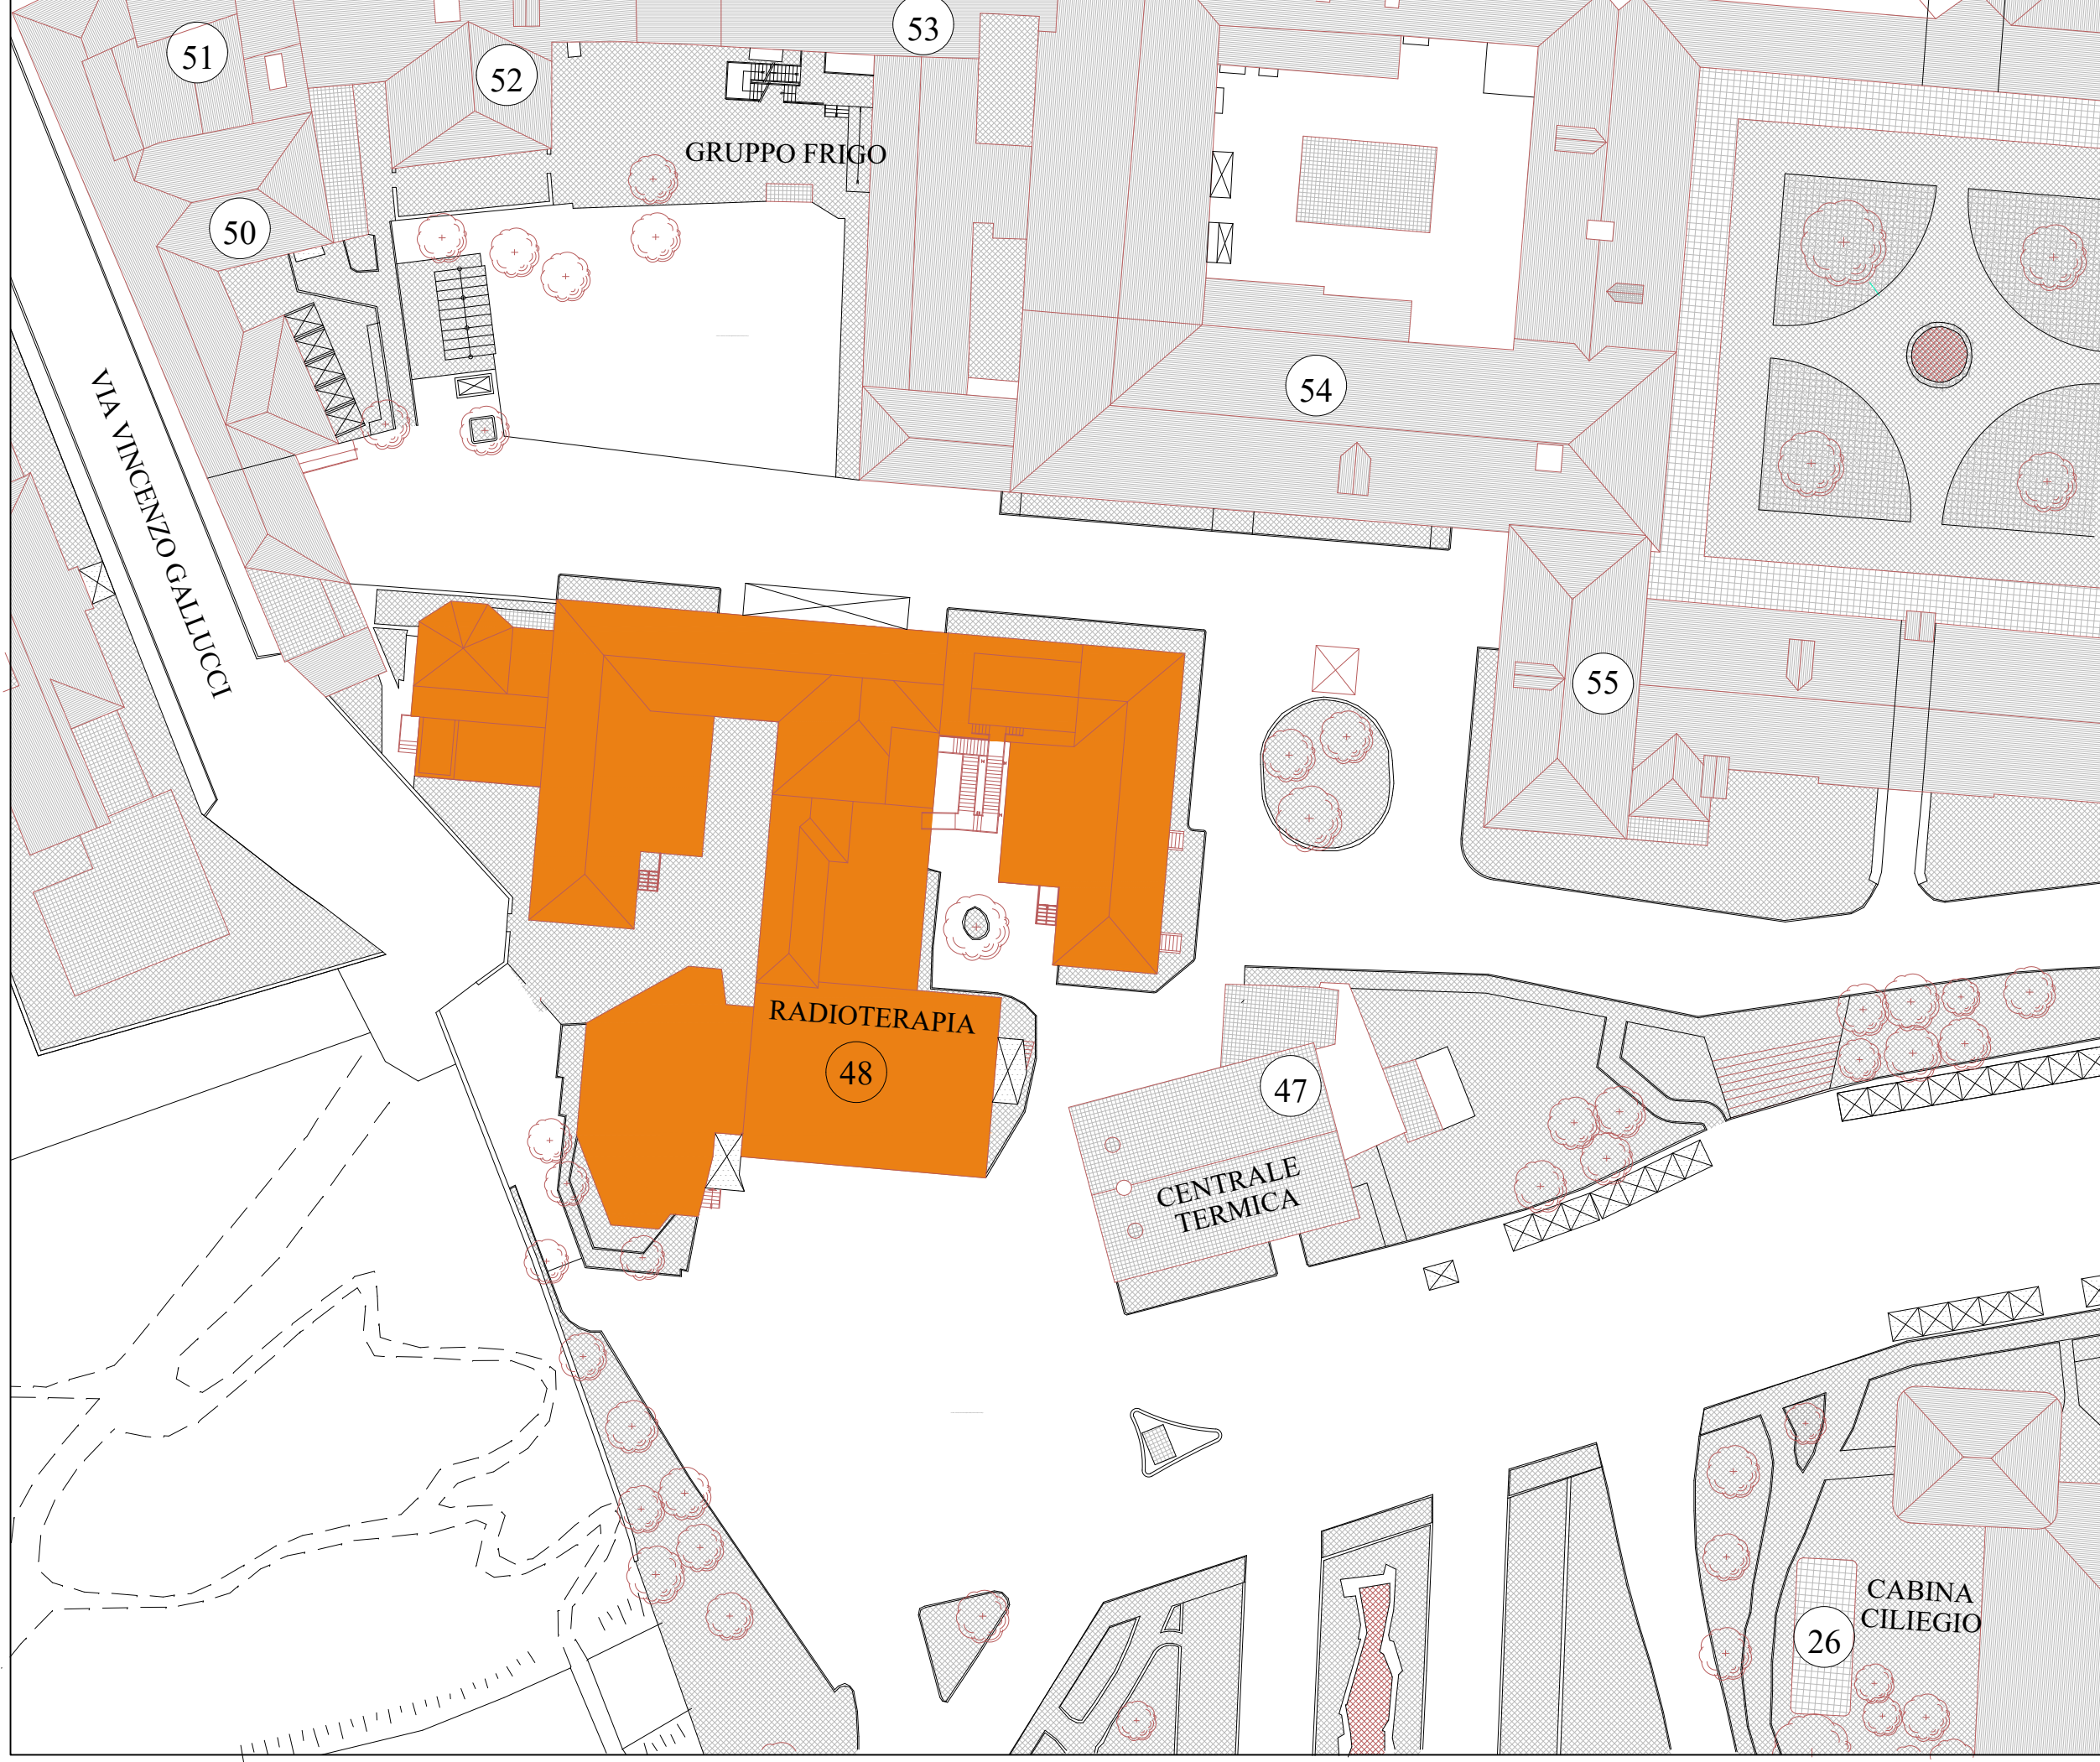 53
51
52
GRUPPO FRIGO
50
54
VIA VINCENZO GALLUCCI
55
RADIOTERAPIA
48
47
CENTRALE
TERMICA
CABINA
CILIEGIO
26